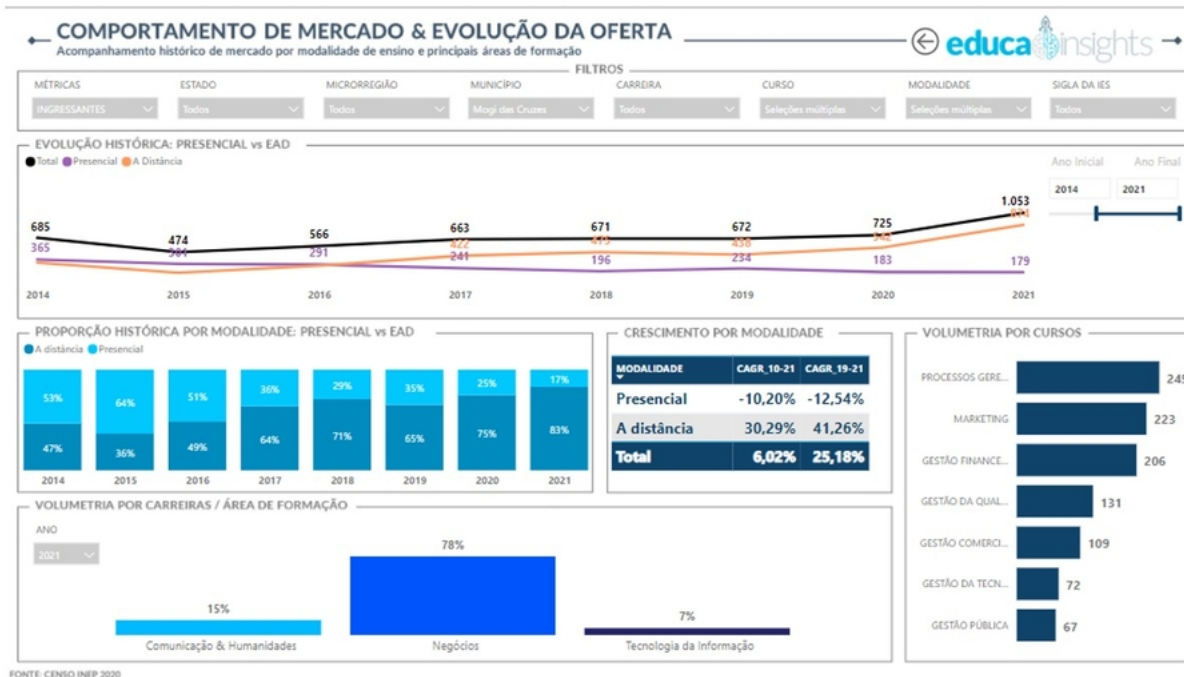 COMPORTAMENTO DE MERCADO & EVOLUÇÃO DA OFERTA
Acompanhamento histórico de mercado por modalidade de ensino e principais áreas de formação
educa insights
FILTROS
MÉTRICAS ESTADO MICRORREGIÃO MUNICÍPIO CARREIRA CURSO MODALIDADE SIGLA DA IES
INGRESSANTES Todos Todos Mogi das Cruzes Todos Seleções múltiplas Seleções múltiplas Todos
EVOLUÇÃO HISTÓRICA: PRESENCIAL vs EAD
Total Presencial A Distância
Ano Inicial Ano Final
2014 2021
685 474 566 663 671 672 725 1.053
365 301 291 422 475 438 542 874
241 196 234 183 179
2014 2015 2016 2017 2018 2019 2020 2021
PROPORÇÃO HISTÓRICA POR MODALIDADE: PRESENCIAL vs EAD
A distância Presencial
53% 64% 51% 36% 29% 35% 25% 17%
47% 36% 49% 64% 71% 65% 75% 83%
2014 2015 2016 2017 2018 2019 2020 2021
CRESCIMENTO POR MODALIDADE
MODALIDADE CAGR_10-21 CAGR_19-21
Presencial -10,20% -12,54%
A distância 30,29% 41,26%
Total 6,02% 25,18%
VOLUMETRIA POR CURSOS
PROCESSOS GERE... 245
MARKETING 223
GESTÃO FINANCE... 206
GESTÃO DA QUAL... 131
GESTÃO COMERCI... 109
GESTÃO DA TECN... 72
GESTÃO PÚBLICA 67
VOLUMETRIA POR CARREIRAS / ÁREA DE FORMAÇÃO
ANO
2021
15% 78% 7%
Comunicação & Humanidades Negócios Tecnologia da Informação
FONTE: CENSO INEP 2020